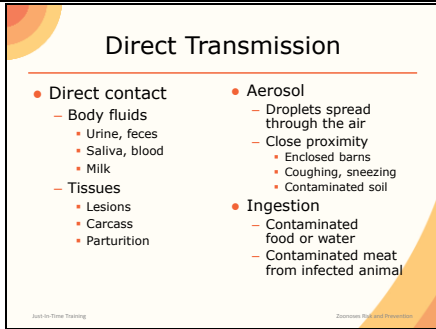 Direct Transmission
● Direct contact
– Body fluids
▪ Urine, feces
▪ Saliva, blood
▪ Milk
– Tissues
▪ Lesions
▪ Carcass
▪ Parturition
● Aerosol
– Droplets spread
through the air
– Close proximity
▪ Enclosed barns
▪ Coughing, sneezing
▪ Contaminated soil
● Ingestion
– Contaminated
food or water
– Contaminated meat
from infected animal
Just-in-Time Training
Zoonoses Risk and Prevention